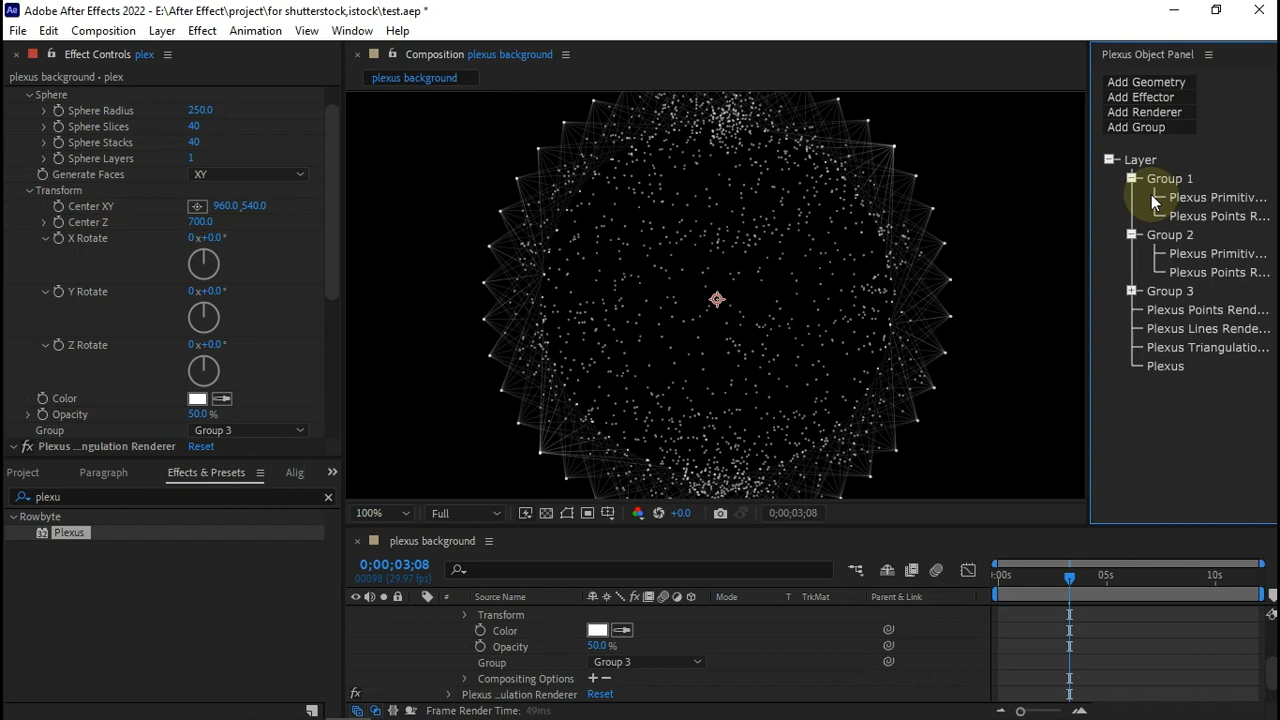 Adobe After Effects 2022 - E:\After Effect\project\for shutterstock,istock\test.aep *
File Edit Composition Layer Effect Animation View Window Help
Effect Controls plex
plexus background • plex
Sphere
Sphere Radius 250.0
Sphere Slices 40
Sphere Stacks 40
Sphere Layers 1
Generate Faces XY
Transform
Center XY 960.0,540.0
Center Z 700.0
X Rotate 0x+0.0°
Y Rotate 0x+0.0°
Z Rotate 0x+0.0°
Color
Opacity 50.0 %
Group Group 3
fx Plexus ...ngulation Renderer Reset
Project Paragraph Effects & Presets Alig
plexu
Rowbyte
32 Plexus
Composition plexus background
plexus background
100% Full +0.0 0;00;03;08
Plexus Object Panel
Add Geometry
Add Effector
Add Renderer
Add Group
Layer
Group 1
Plexus Primitiv...
Plexus Points R...
Group 2
Plexus Primitiv...
Plexus Points R...
Group 3
Plexus Points Rend...
Plexus Lines Rende...
Plexus Triangulatio...
Plexus
plexus background
0;00;03;08
00098 (29.97 fps)
# Source Name Mode T TrkMat Parent & Link
:00s 05s 10s
Transform
Color
Opacity 50.0 %
Group Group 3
Compositing Options
fx Plexus ...ulation Renderer Reset
Frame Render Time: 49ms